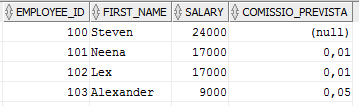 EMPLOYEE_ID FIRST_NAME SALARY COMISSIO_PREVISTA
100 Steven 24000 (null)
101 Neena 17000 0,01
102 Lex 17000 0,01
103 Alexander 9000 0,05